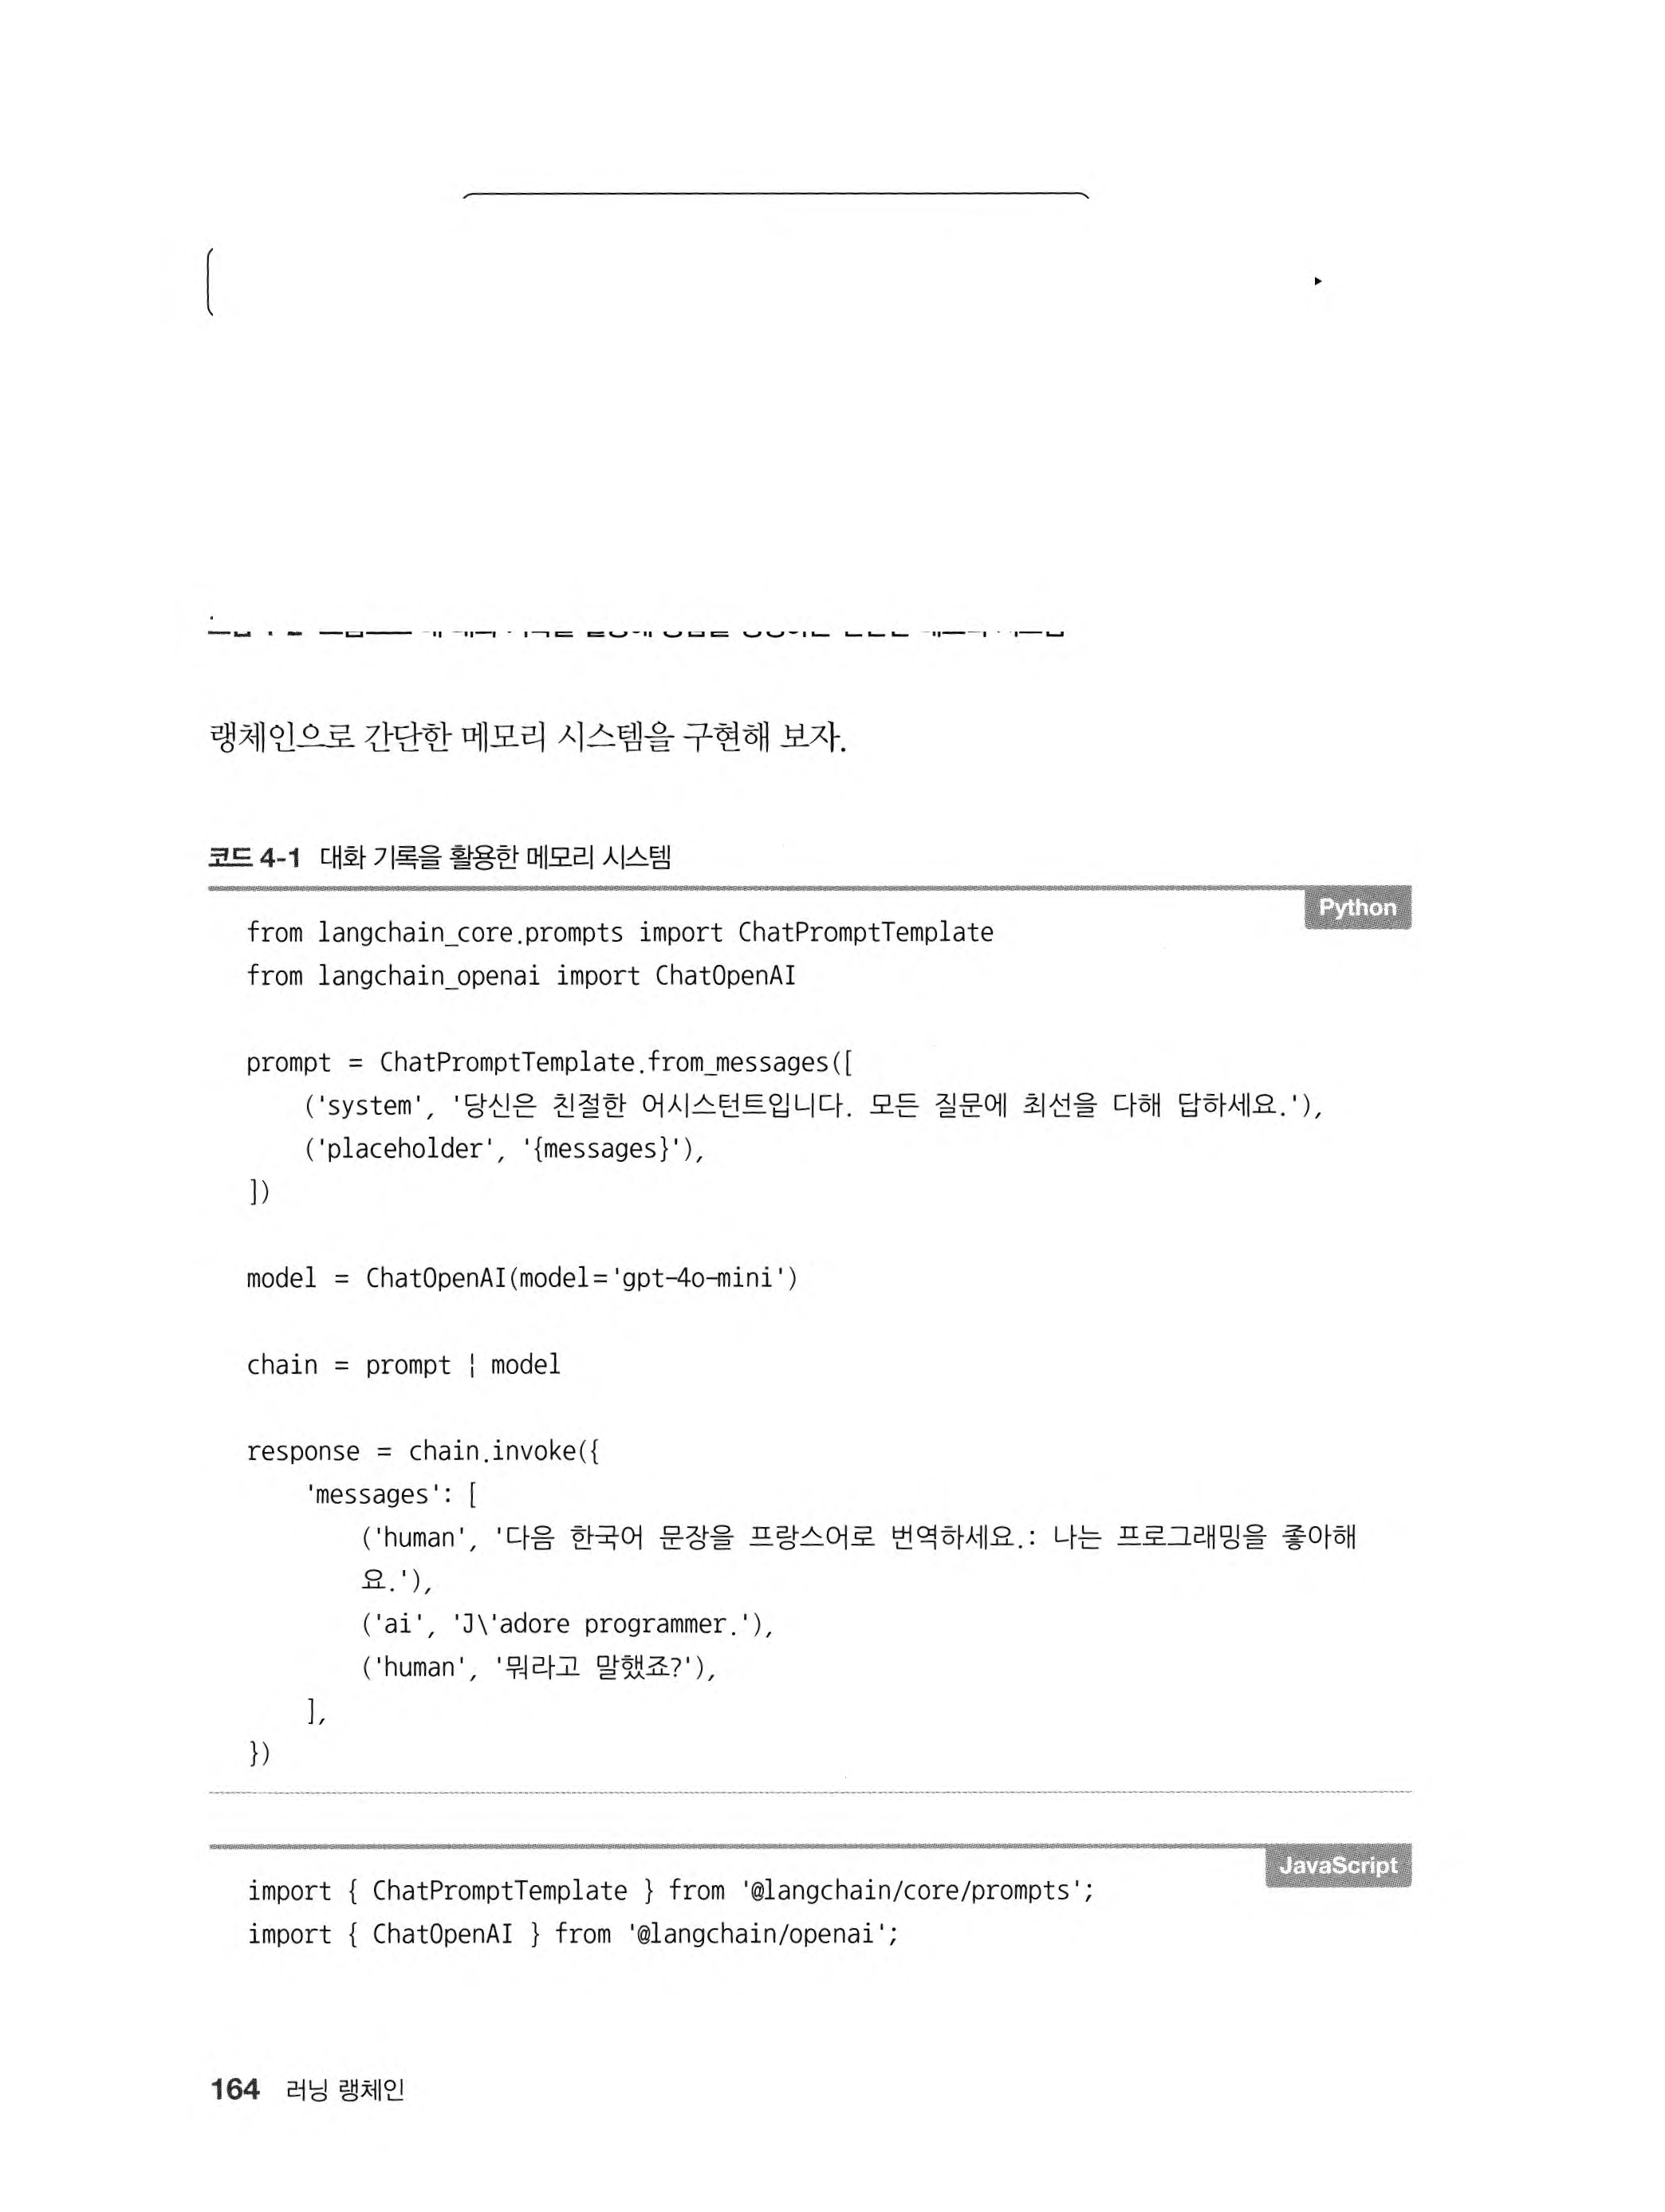 랭체인으로 간단한 메모리 시스템을 구현해 보자.
코드 4-1 대화 기록을 활용한 메모리 시스템
Python
from langchain_core.prompts import ChatPromptTemplate
from langchain_openai import ChatOpenAI
prompt = ChatPromptTemplate.from_messages([
('system', '당신은 친절한 어시스턴트입니다. 모든 질문에 최선을 다해 답하세요.'),
('placeholder', '{messages}'),
])
model = ChatOpenAI(model='gpt-4o-mini')
chain = prompt ¦ model
response = chain.invoke({
'messages': [
('human', '다음 한국어 문장을 프랑스어로 번역하세요.: 나는 프로그래밍을 좋아해
요.'),
('ai', 'J\'adore programmer.'),
('human', '뭐라고 말했죠?'),
],
})
JavaScript
import { ChatPromptTemplate } from '@langchain/core/prompts';
import { ChatOpenAI } from '@langchain/openai';
164 러닝 랭체인